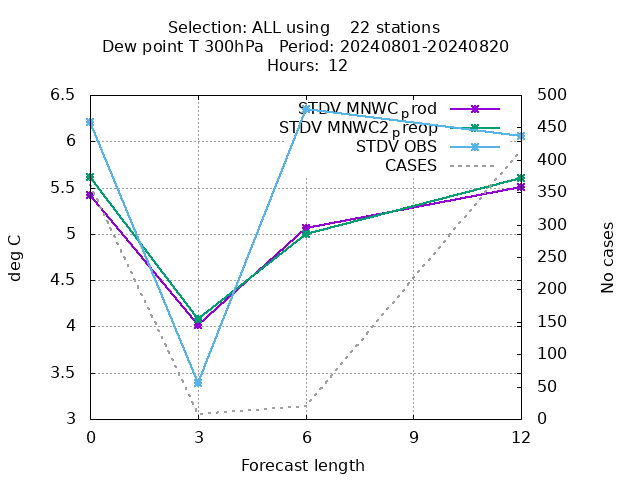 Selection: ALL using    22 stations
Dew point T 300hPa   Period: 20240801-20240820
Hours: 12
STDV MNWC_prod
STDV MNWC2_preop
STDV OBS
CASES
deg C
6.5
6
5.5
5
4.5
4
3.5
3
500
450
400
350
300
250
200
150
100
50
0
No cases
0 3 6 9 12
Forecast length